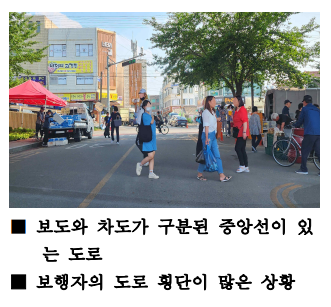 ■ 보도와 차도가 구분된 중앙선이 있
는 도로
■ 보행자의 도로 횡단이 많은 상황